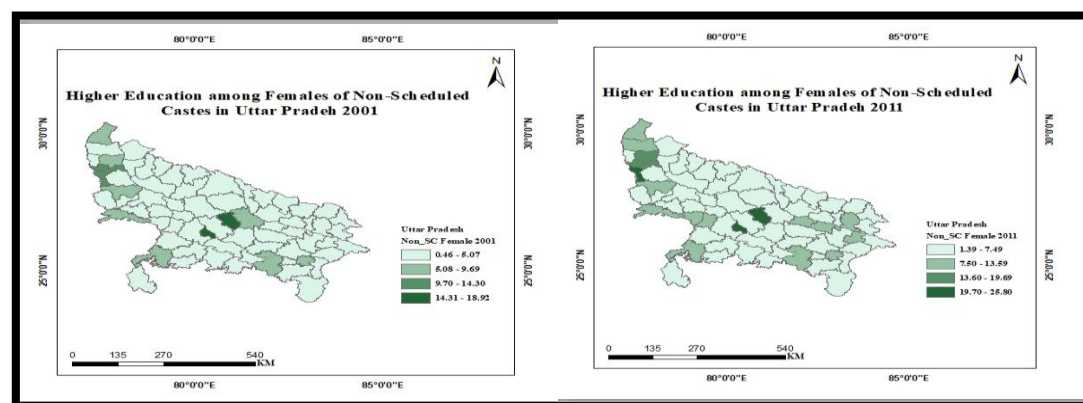 80°0'0"E 85°0'0"E
N
Higher Education among Females of Non-Scheduled
Castes in Uttar Pradeh 2001
30°0'0"N
30°0'0"N
25°0'0"N
25°0'0"N
Uttar Pradesh
Non_SC Female 2001
0.46 - 5.07
5.08 - 9.69
9.70 - 14.30
14.31 - 18.92
0 135 270 540
KM
80°0'0"E 85°0'0"E
80°0'0"E 85°0'0"E
N
Higher Education among Females of Non-Scheduled
Castes in Uttar Pradeh 2011
30°0'0"N
30°0'0"N
25°0'0"N
25°0'0"N
Uttar Pradesh
Non_SC Female 2011
1.39 - 7.49
7.50 - 13.59
13.60 - 19.69
19.70 - 25.80
0 135 270 540
KM
80°0'0"E 85°0'0"E